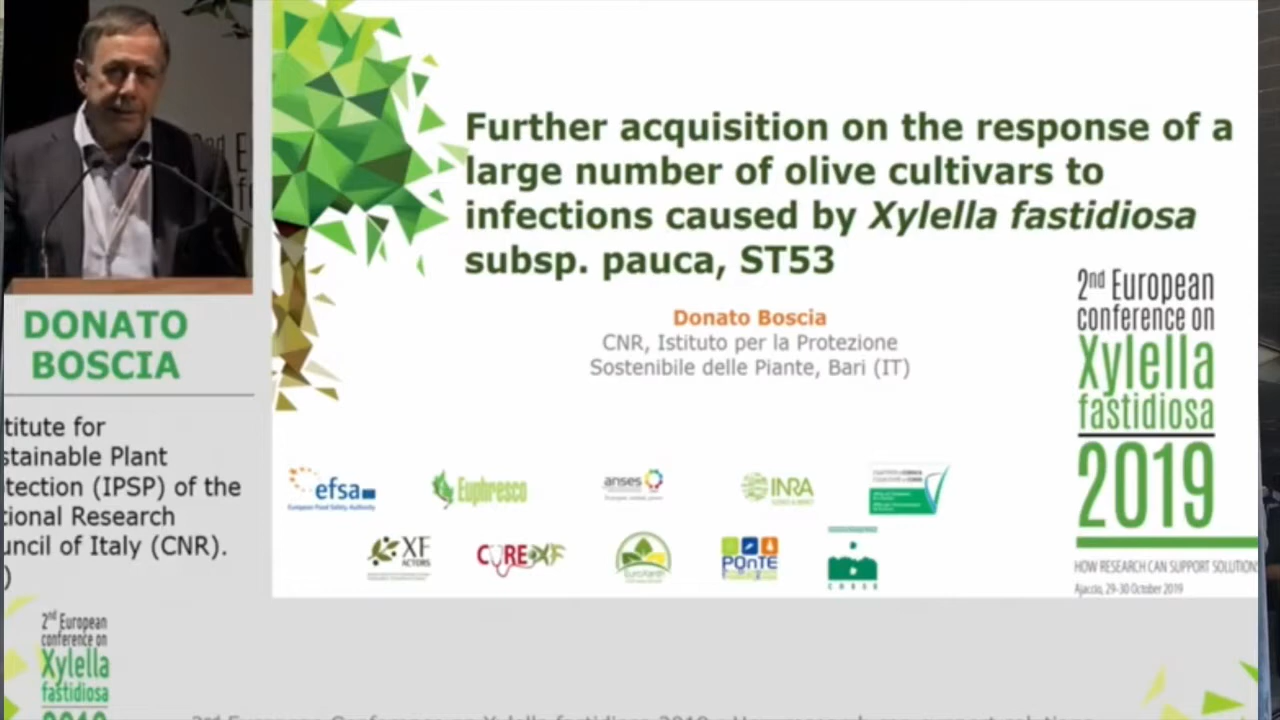 Further acquisition on the response of a
large number of olive cultivars to
infections caused by Xylella fastidiosa
subsp. pauca, ST53
Donato Boscia
CNR, Istituto per la Protezione
Sostenibile delle Piante, Bari (IT)
2nd European
conference on
Xylella
fastidiosa
2019
HOW RESEARCH CAN SUPPORT SOLUTION
Ajaccio, 29-30 October 2019
efsa
European Food Safety Authority
Euphresco
anses
INRA
XF
ACTORS
CURE XF
EuroXanth
POnTE
DONATO
BOSCIA
titute for
stainable Plant
tection (IPSP) of the
tional Research
uncil of Italy (CNR).
)
2nd European
conference on
Xylella
fastidiosa
2019